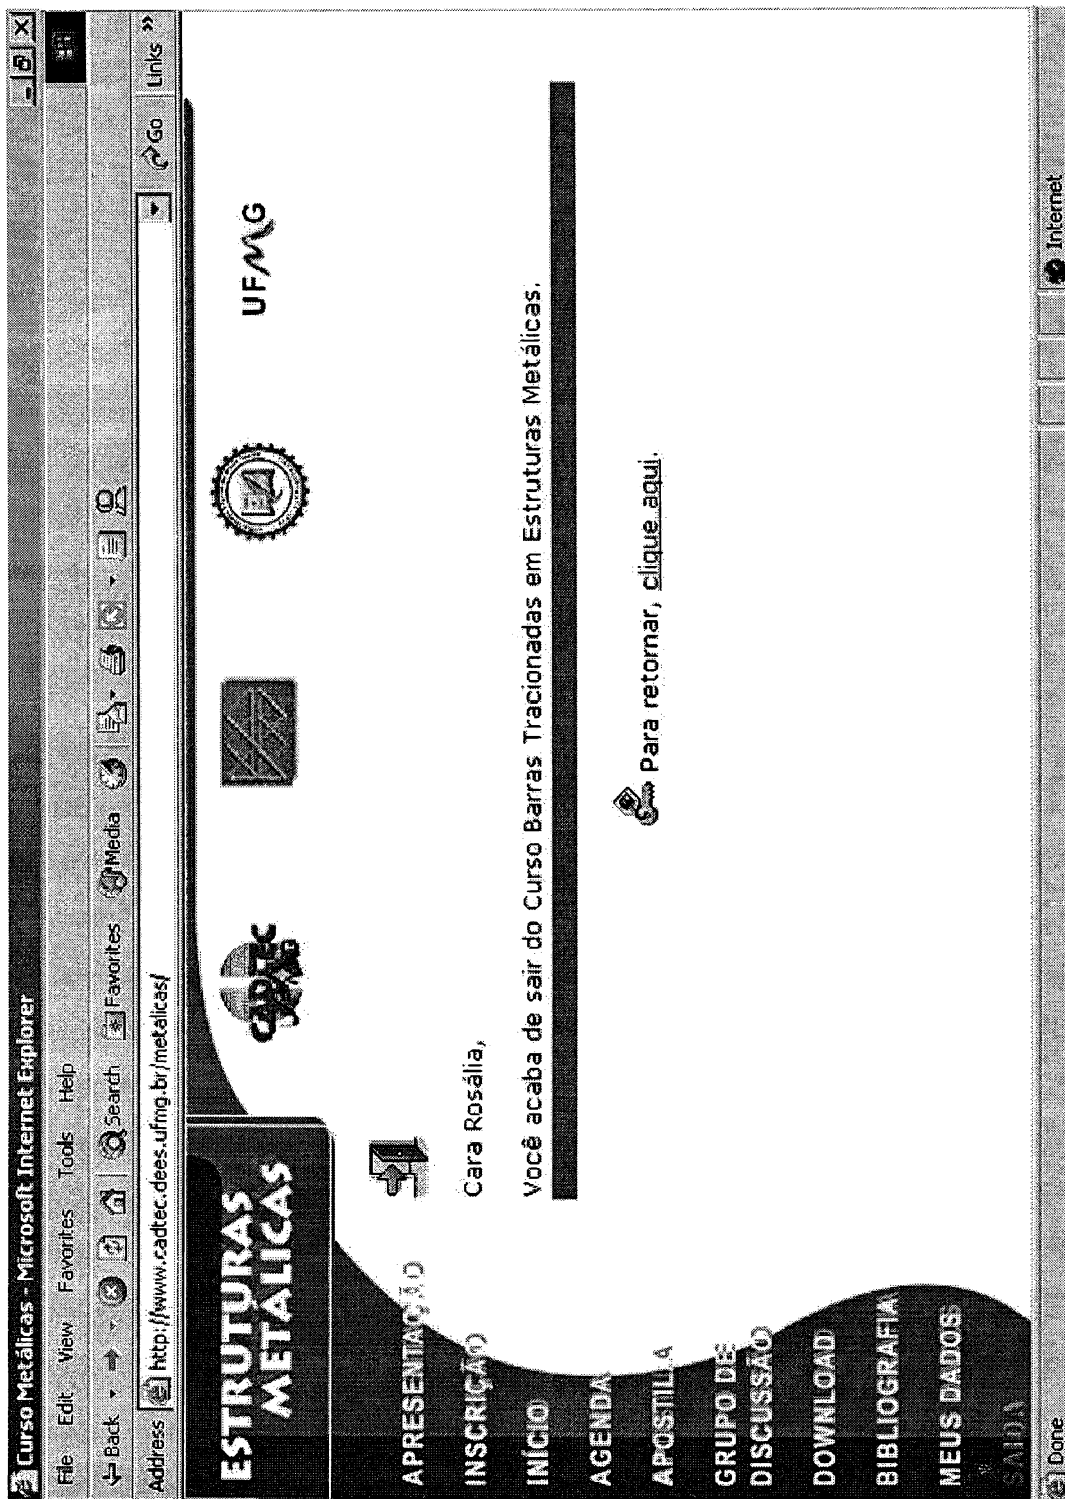 Curso Metálicas - Microsoft Internet Explorer
File Edit View Favorites Tools Help
Back Search Favorites Media
Address http://www.cadtec.dees.ufmg.br/metalicas/ Go Links »
ESTRUTURAS
METÁLICAS
CADTEC
UFMG
APRESENTAÇÃO
INSCRIÇÃO
INÍCIO
AGENDA
APOSTILLA
GRUPO DE
DISCUSSÃO
DOWNLOAD
BIBLIOGRAFIA
MEUS DADOS
SAIDA
Cara Rosália,
Você acaba de sair do Curso Barras Tracionadas em Estruturas Metálicas.
Para retornar, clique aqui.
Done Internet